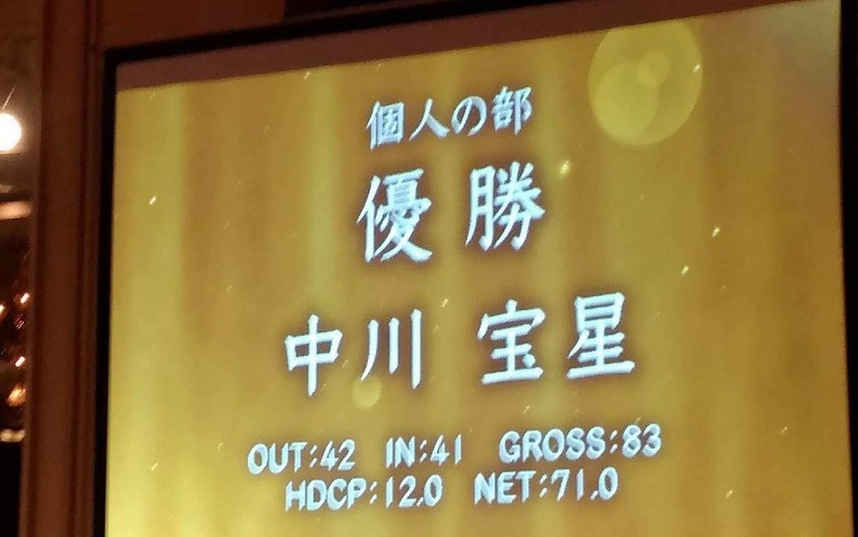 個人の部
優勝
中川 宝星
OUT:42 IN:41 GROSS:83
HDCP:12.0 NET:71.0